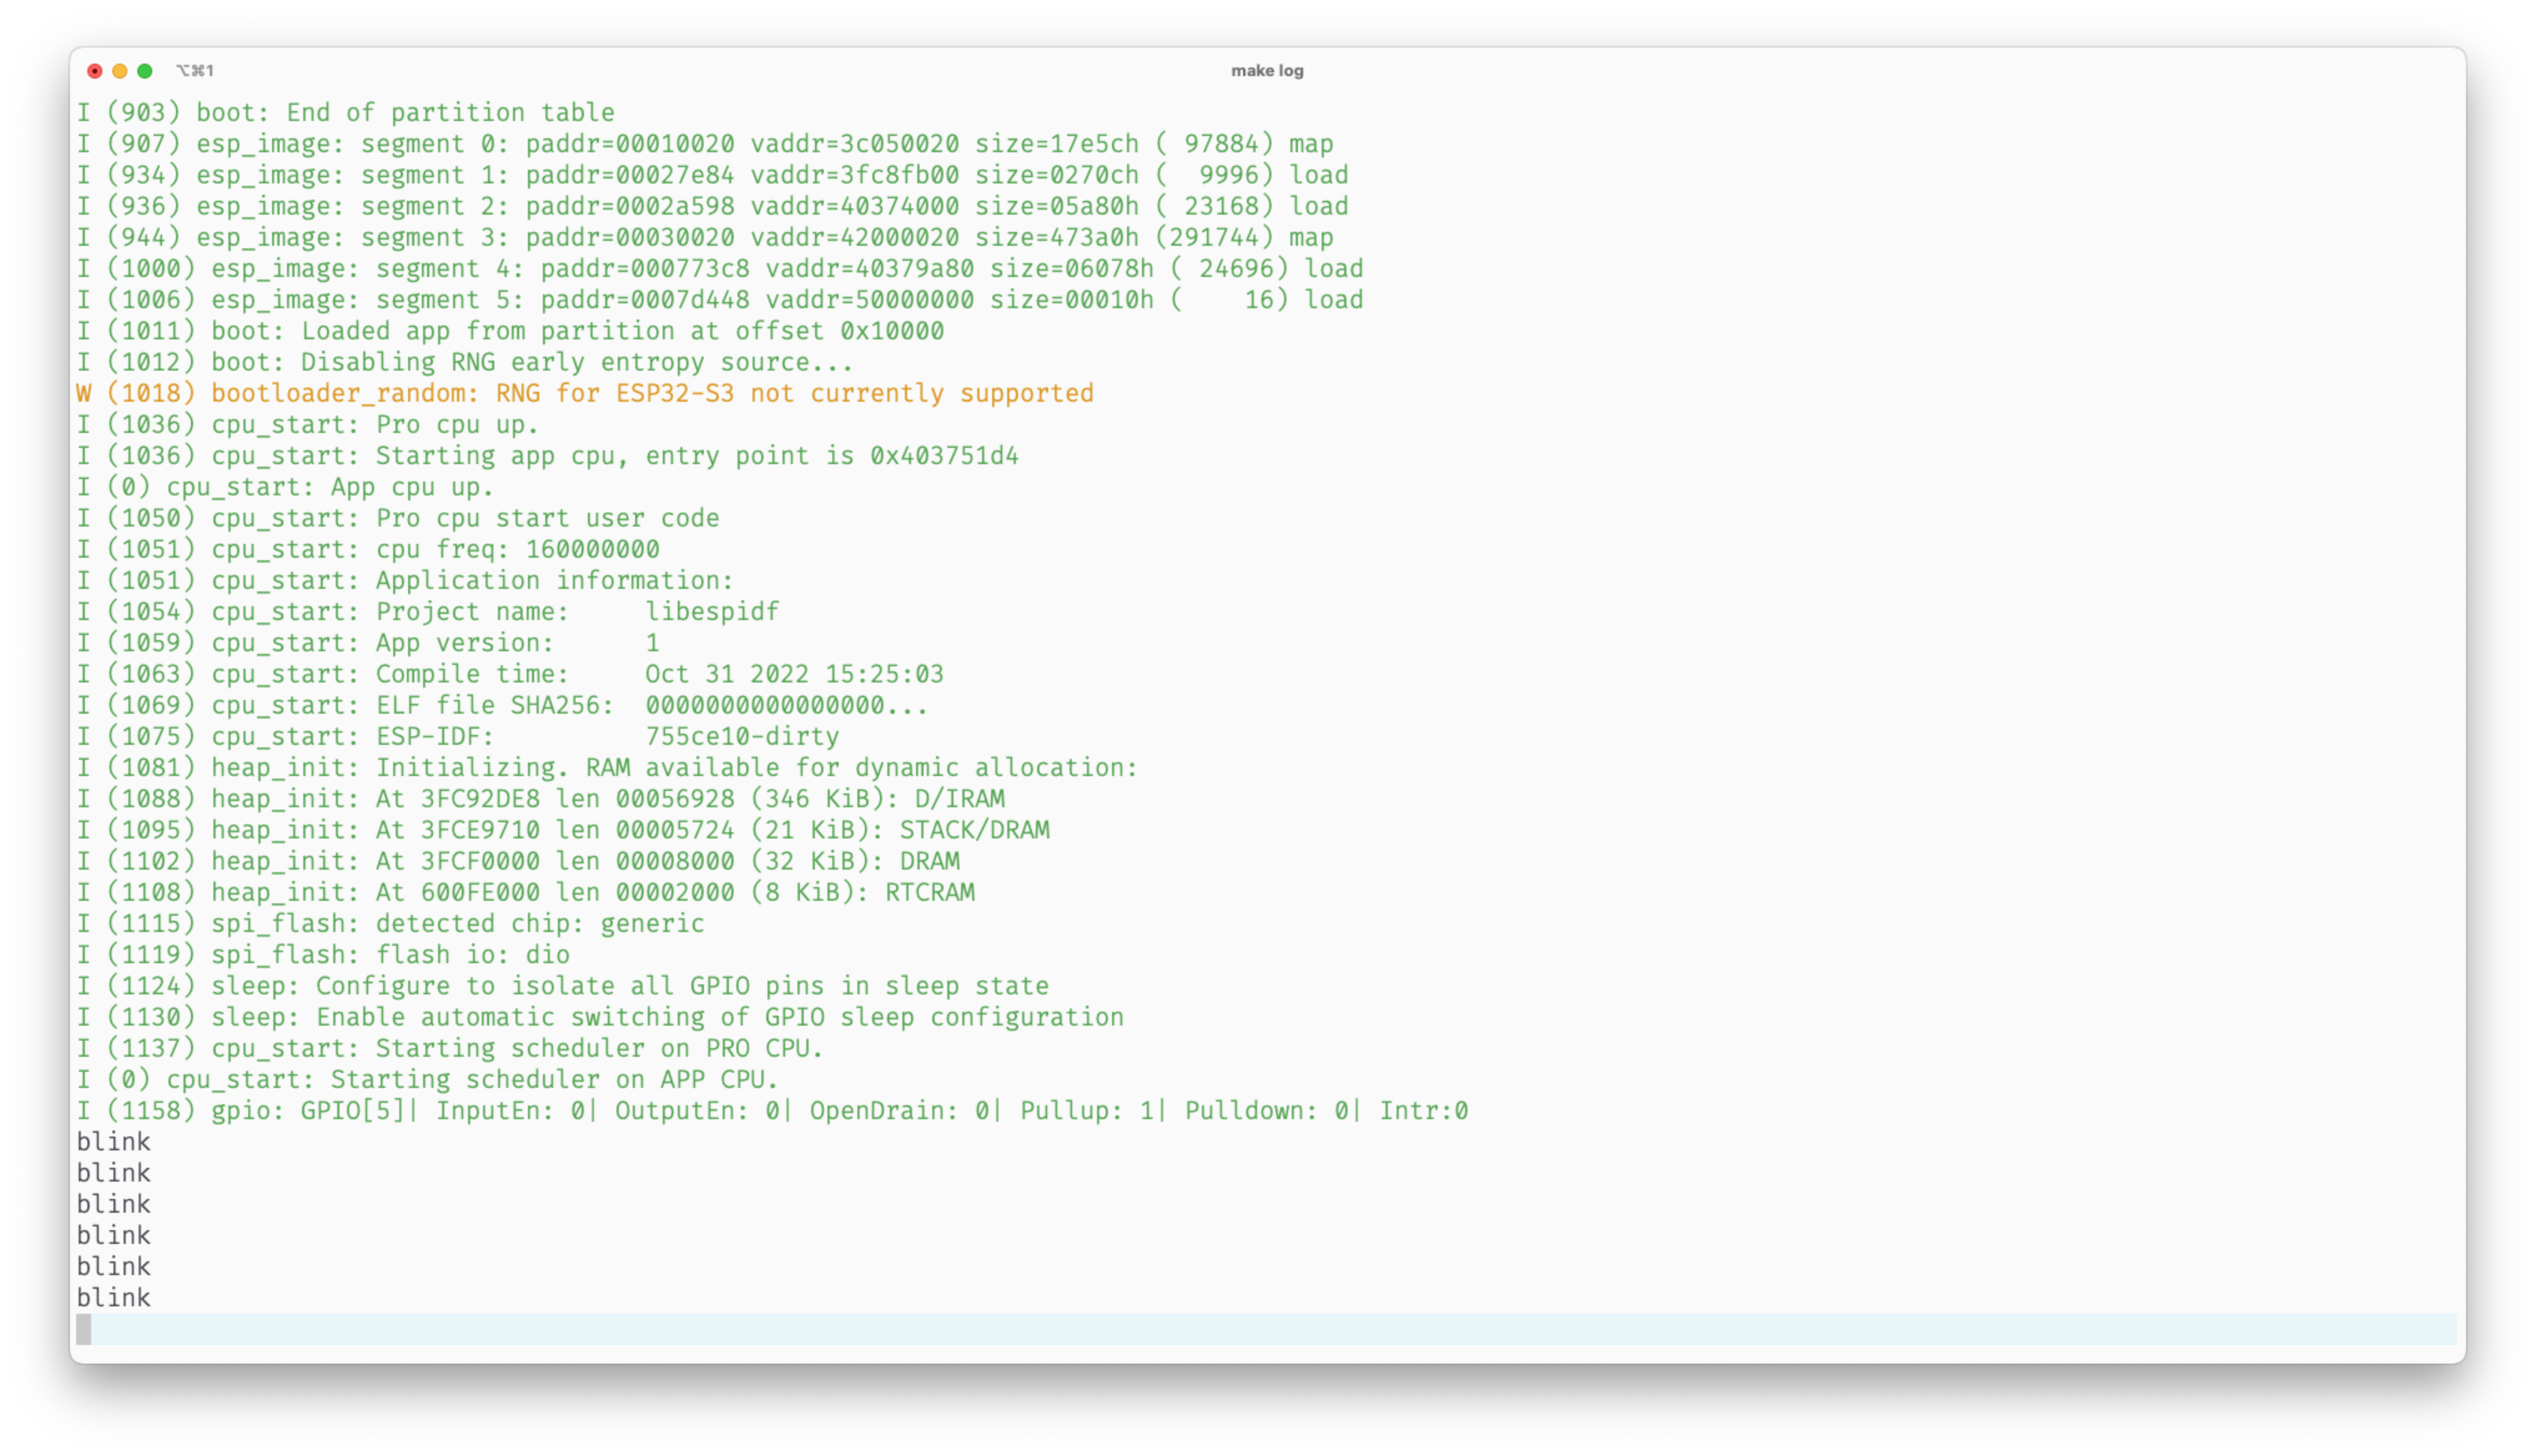 ⌥⌘1
make log
I (903) boot: End of partition table
I (907) esp_image: segment 0: paddr=00010020 vaddr=3c050020 size=17e5ch ( 97884) map
I (934) esp_image: segment 1: paddr=00027e84 vaddr=3fc8fb00 size=0270ch (  9996) load
I (936) esp_image: segment 2: paddr=0002a598 vaddr=40374000 size=05a80h ( 23168) load
I (944) esp_image: segment 3: paddr=00030020 vaddr=42000020 size=473a0h (291744) map
I (1000) esp_image: segment 4: paddr=000773c8 vaddr=40379a80 size=06078h ( 24696) load
I (1006) esp_image: segment 5: paddr=0007d448 vaddr=50000000 size=00010h (    16) load
I (1011) boot: Loaded app from partition at offset 0x10000
I (1012) boot: Disabling RNG early entropy source...
W (1018) bootloader_random: RNG for ESP32-S3 not currently supported
I (1036) cpu_start: Pro cpu up.
I (1036) cpu_start: Starting app cpu, entry point is 0x403751d4
I (0) cpu_start: App cpu up.
I (1050) cpu_start: Pro cpu start user code
I (1051) cpu_start: cpu freq: 160000000
I (1051) cpu_start: Application information:
I (1054) cpu_start: Project name:     libespidf
I (1059) cpu_start: App version:      1
I (1063) cpu_start: Compile time:     Oct 31 2022 15:25:03
I (1069) cpu_start: ELF file SHA256:  0000000000000000...
I (1075) cpu_start: ESP-IDF:          755ce10-dirty
I (1081) heap_init: Initializing. RAM available for dynamic allocation:
I (1088) heap_init: At 3FC92DE8 len 00056928 (346 KiB): D/IRAM
I (1095) heap_init: At 3FCE9710 len 00005724 (21 KiB): STACK/DRAM
I (1102) heap_init: At 3FCF0000 len 00008000 (32 KiB): DRAM
I (1108) heap_init: At 600FE000 len 00002000 (8 KiB): RTCRAM
I (1115) spi_flash: detected chip: generic
I (1119) spi_flash: flash io: dio
I (1124) sleep: Configure to isolate all GPIO pins in sleep state
I (1130) sleep: Enable automatic switching of GPIO sleep configuration
I (1137) cpu_start: Starting scheduler on PRO CPU.
I (0) cpu_start: Starting scheduler on APP CPU.
I (1158) gpio: GPIO[5]| InputEn: 0| OutputEn: 0| OpenDrain: 0| Pullup: 1| Pulldown: 0| Intr:0
blink
blink
blink
blink
blink
blink